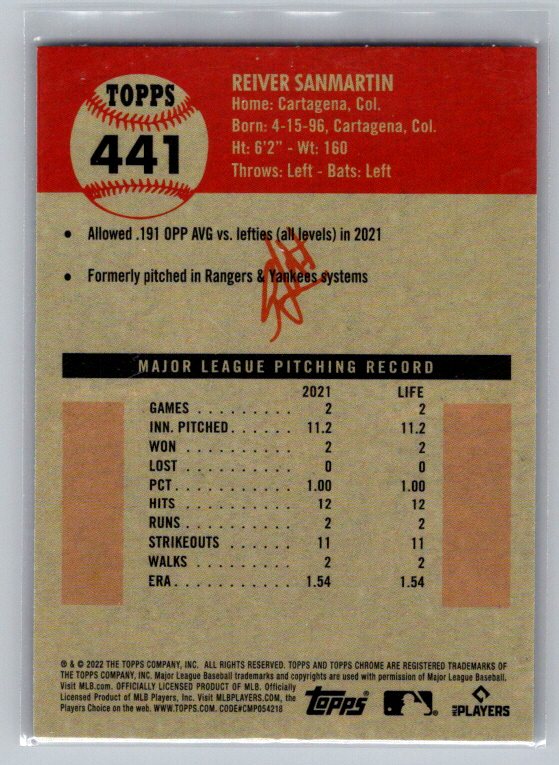 TOPPS
441
REIVER SANMARTIN
Home: Cartagena, Col.
Born: 4-15-96, Cartagena, Col.
Ht: 6'2" - Wt: 160
Throws: Left - Bats: Left
• Allowed .191 OPP AVG vs. lefties (all levels) in 2021
• Formerly pitched in Rangers & Yankees systems
MAJOR LEAGUE PITCHING RECORD
2021 LIFE
GAMES . . . . . . . . . 2 2
INN. PITCHED . . . . . . 11.2 11.2
WON . . . . . . . . . . 2 2
LOST . . . . . . . . . . 0 0
PCT . . . . . . . . . . 1.00 1.00
HITS . . . . . . . . . . 12 12
RUNS . . . . . . . . . . 2 2
STRIKEOUTS . . . . . . 11 11
WALKS . . . . . . . . . 2 2
ERA . . . . . . . . . . 1.54 1.54
® & © 2022 THE TOPPS COMPANY, INC. ALL RIGHTS RESERVED. TOPPS AND TOPPS CHROME ARE REGISTERED TRADEMARKS OF
THE TOPPS COMPANY, INC. Major League Baseball trademarks and copyrights are used with permission of Major League Baseball.
Visit MLB.com. OFFICIALLY LICENSED PRODUCT OF MLB. Officially
Licensed Product of MLB Players, Inc. Visit MLBPLAYERS.COM, the
Players Choice on the web. WWW.TOPPS.COM. CODE#CMP054218
Topps
MLB PLAYERS